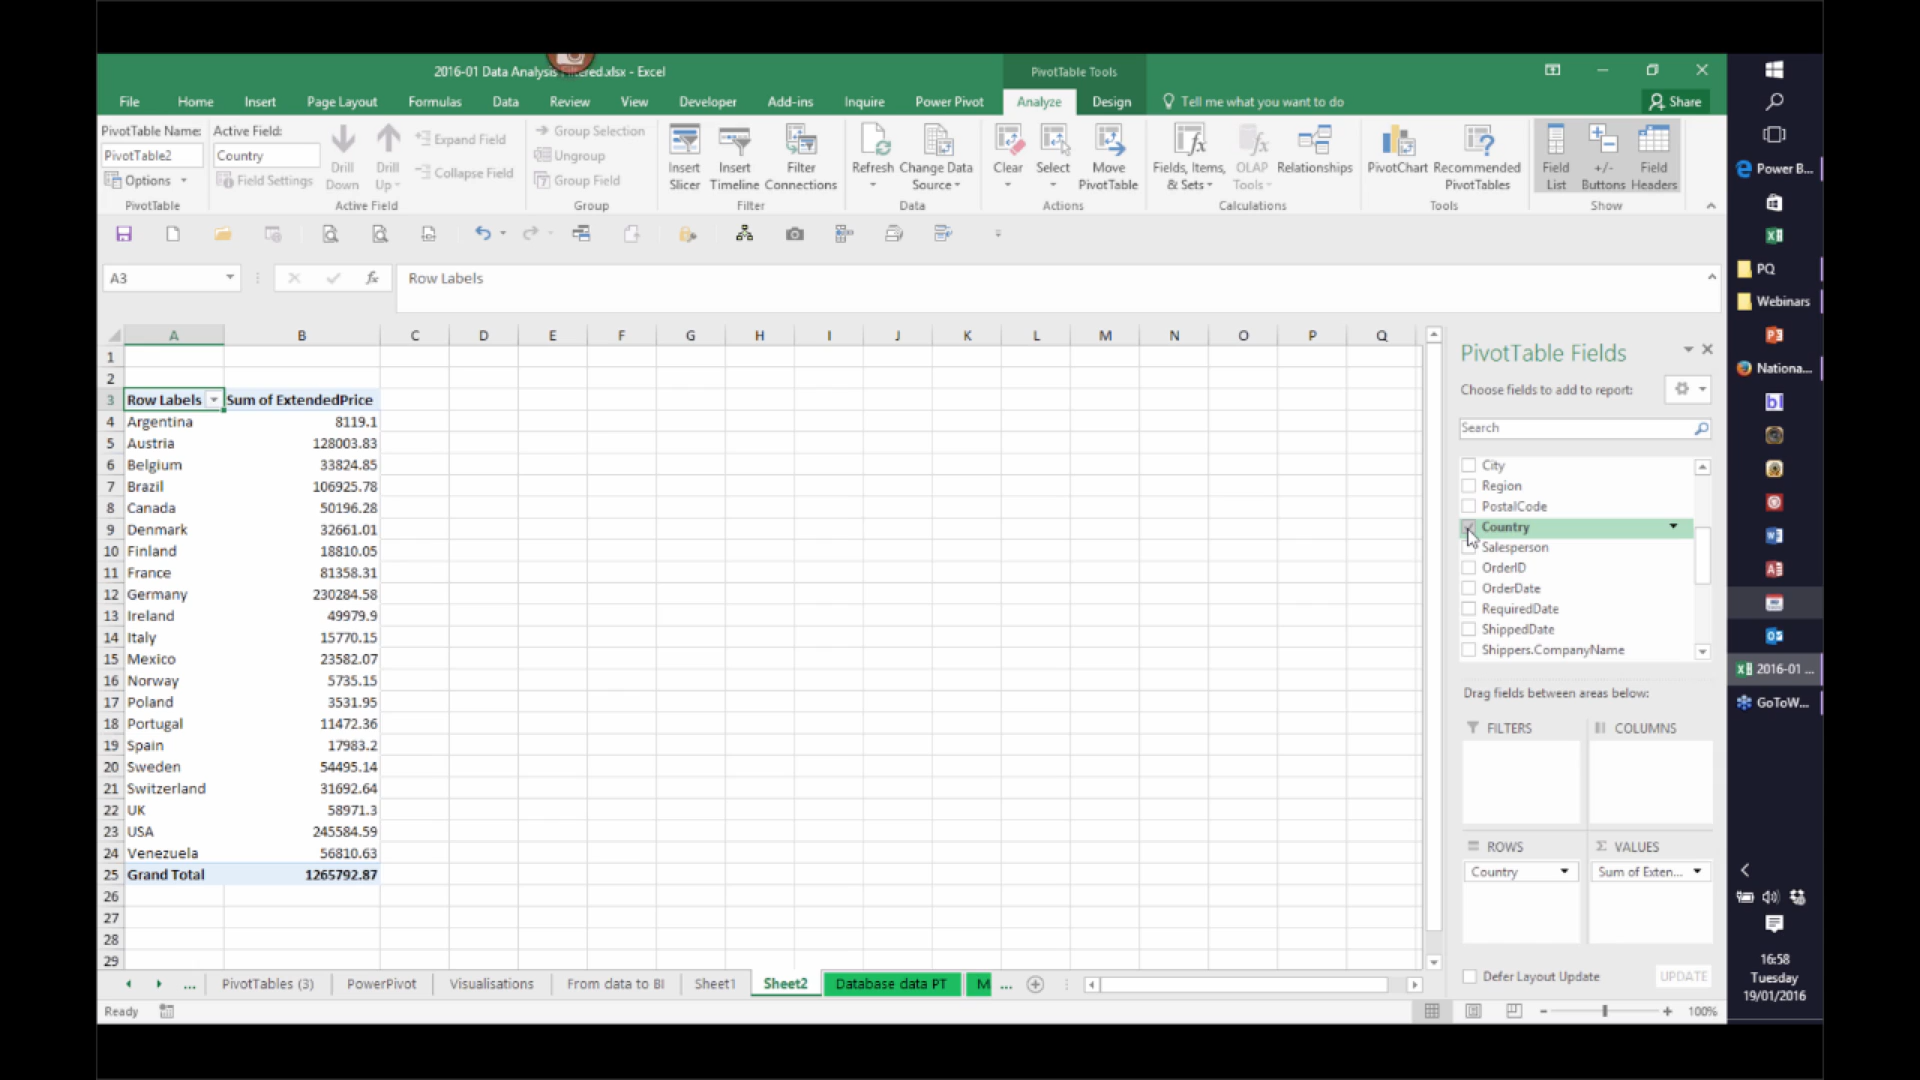 2016-01 Data Analysis Filtered.xlsx - Excel
PivotTable Tools
File Home Insert Page Layout Formulas Data Review View Developer Add-ins Inquire Power Pivot Analyze Design Tell me what you want to do Share
PivotTable Name: Active Field:
PivotTable2 Country
Options Field Settings
Drill Down
Drill Up
Expand Field
Collapse Field
Group Selection
Ungroup
Group Field
Insert Slicer
Insert Timeline
Filter Connections
Refresh
Change Data Source
Clear
Select
Move PivotTable
Fields, Items, & Sets
OLAP Tools
Relationships
PivotChart
Recommended PivotTables
Field List
+/- Buttons
Field Headers
PivotTable Active Field Group Filter Data Actions Calculations Tools Show
A3 fx Row Labels
A B C D E F G H I J K L M N O P Q
1
2
3 Row Labels Sum of ExtendedPrice
4 Argentina 8119.1
5 Austria 128003.83
6 Belgium 33824.85
7 Brazil 106925.78
8 Canada 50196.28
9 Denmark 32661.01
10 Finland 18810.05
11 France 81358.31
12 Germany 230284.58
13 Ireland 49979.9
14 Italy 15770.15
15 Mexico 23582.07
16 Norway 5735.15
17 Poland 3531.95
18 Portugal 11472.36
19 Spain 17983.2
20 Sweden 54495.14
21 Switzerland 31692.64
22 UK 58971.3
23 USA 245584.59
24 Venezuela 56810.63
25 Grand Total 1265792.87
26
27
28
29
... PivotTables (3) PowerPivot Visualisations From data to BI Sheet1 Sheet2 Database data PT M ...
Ready
100%
PivotTable Fields
Choose fields to add to report:
Search
City
Region
PostalCode
Country
Salesperson
OrderID
OrderDate
RequiredDate
ShippedDate
Shippers.CompanyName
Drag fields between areas below:
FILTERS COLUMNS
ROWS Σ VALUES
Country Sum of Exten...
Defer Layout Update UPDATE
Power B...
PQ
Webinars
Nationa...
bl
2016-01 ...
GoToW...
16:58
Tuesday
19/01/2016